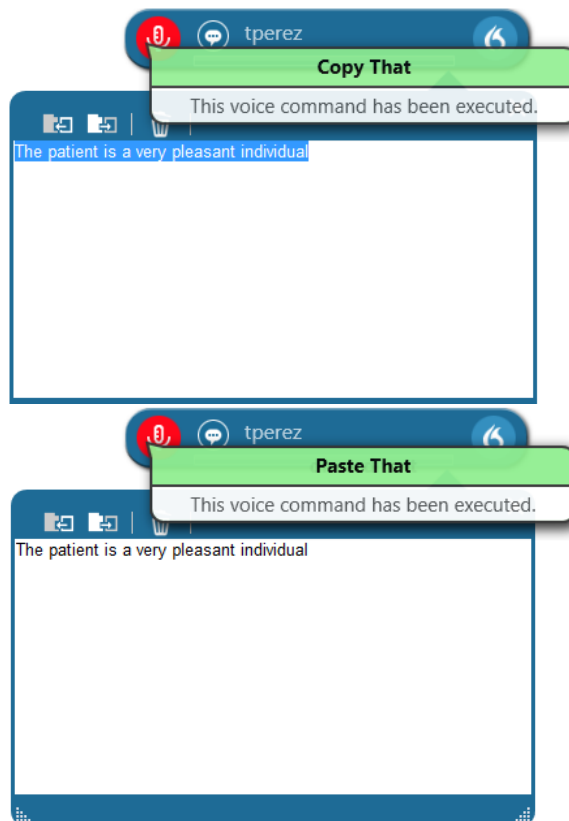 tperez
Copy That
This voice command has been executed.
The patient is a very pleasant individual
tperez
Paste That
This voice command has been executed.
The patient is a very pleasant individual